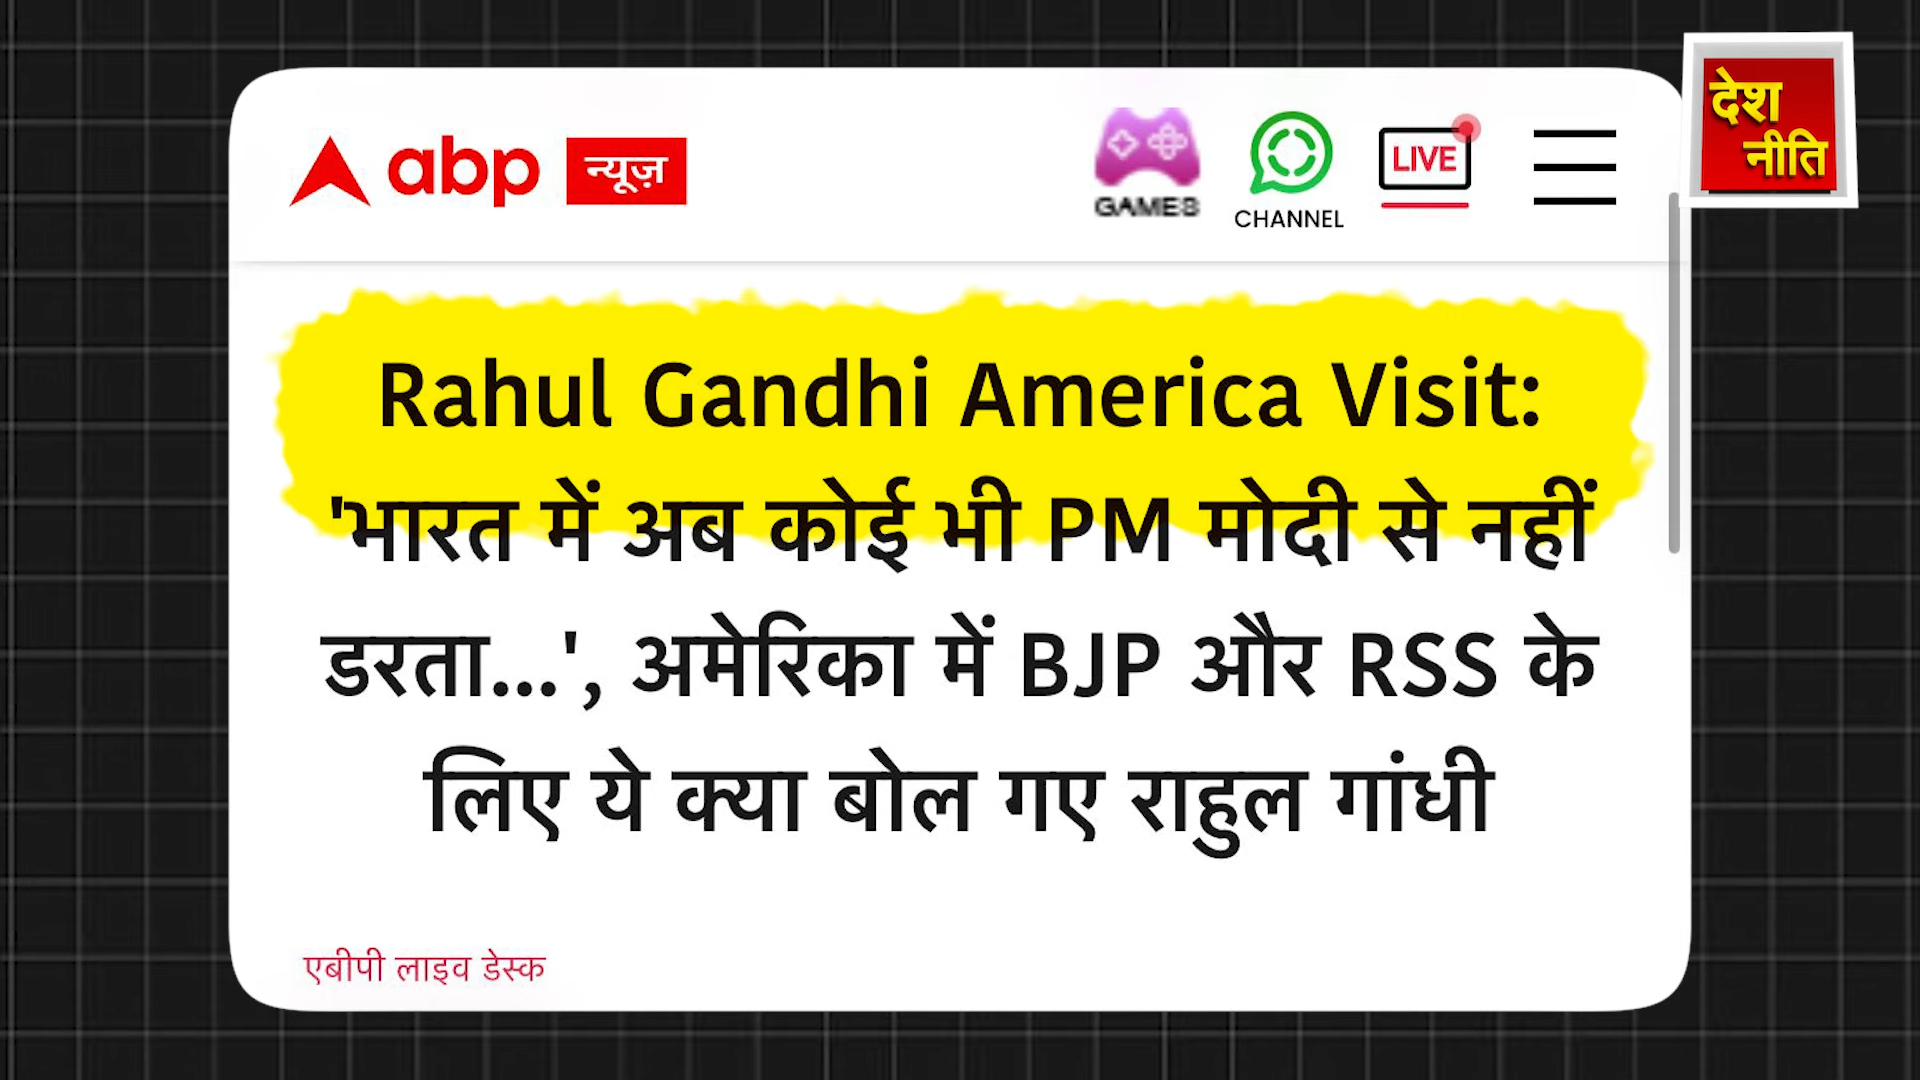 देश
नीति
abp न्यूज़
GAMES
CHANNEL
LIVE
Rahul Gandhi America Visit:
'भारत में अब कोई भी PM मोदी से नहीं
डरता...', अमेरिका में BJP और RSS के
लिए ये क्या बोल गए राहुल गांधी
एबीपी लाइव डेस्क